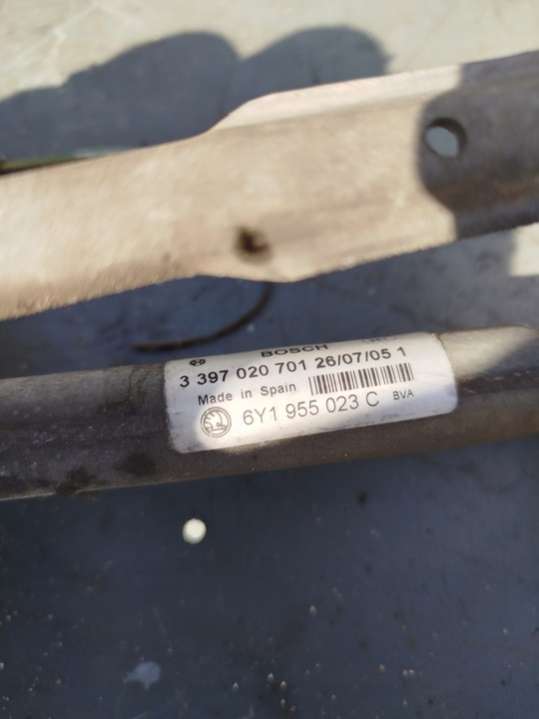 BOSCH
3 397 020 701 26/07/05 1
Made in Spain
6Y1 955 023 C BVA